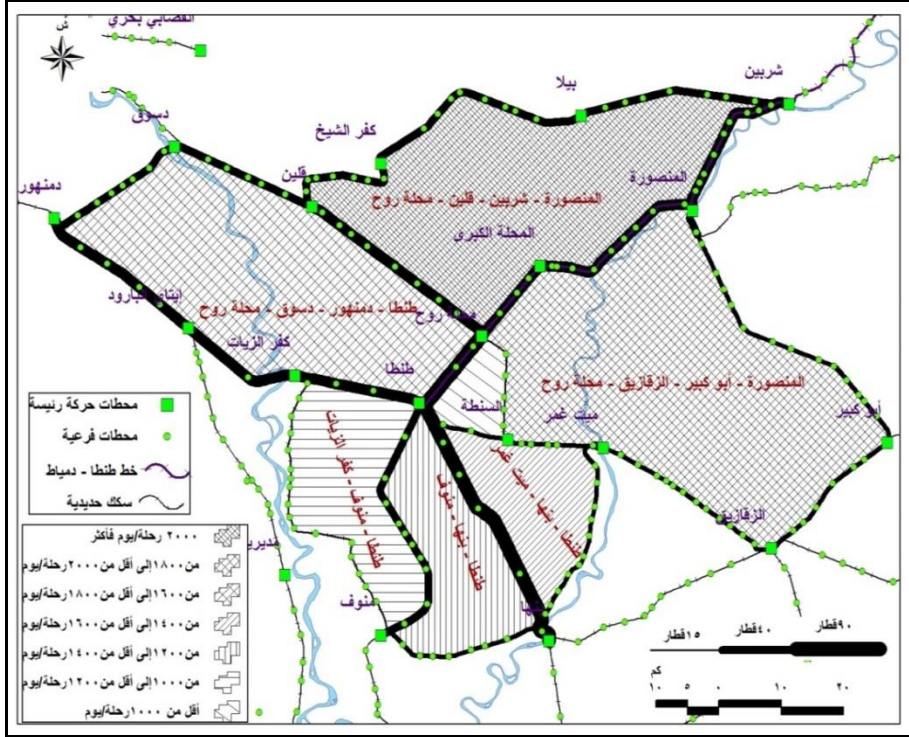 القصابي بحري
ش
شربين
بيلا
دسوق
كفر الشيخ
دمنهور
قلين
المنصورة
المنصورة - شربين - قلين - محلة روح
المحلة الكبرى
ايتاى البارود
طنطا - دمنهور - دسوق - محلة روح
محلة روح
كفر الزيات
طنطا
المنصورة - أبو كبير - الزقازيق - محلة روح
السنطة
ميت غمر
أبو كبير
طنطا - منوف - كفر الزيات
طنطا - بنها - منوف
طنطا - بنها - ميت غمر
الزقازيق
منوف
بنها
محطات حركة رئيسة
محطات فرعية
خط طنطا - دمياط
سكك حديدية
٢٠٠٠ رحلة/يوم فأكثر
من ١٨٠٠ إلى أقل من ٢٠٠٠ رحلة/يوم
من ١٦٠٠ إلى أقل من ١٨٠٠ رحلة/يوم
من ١٤٠٠ إلى أقل من ١٦٠٠ رحلة/يوم
من ١٢٠٠ إلى أقل من ١٤٠٠ رحلة/يوم
من ١٠٠٠ إلى أقل من ١٢٠٠ رحلة/يوم
أقل من ١٠٠٠ رحلة/يوم
٩٠ قطار ٤٠ قطار ١٥ قطار
كم
١٠ ٥ ٠ ١٠ ٢٠